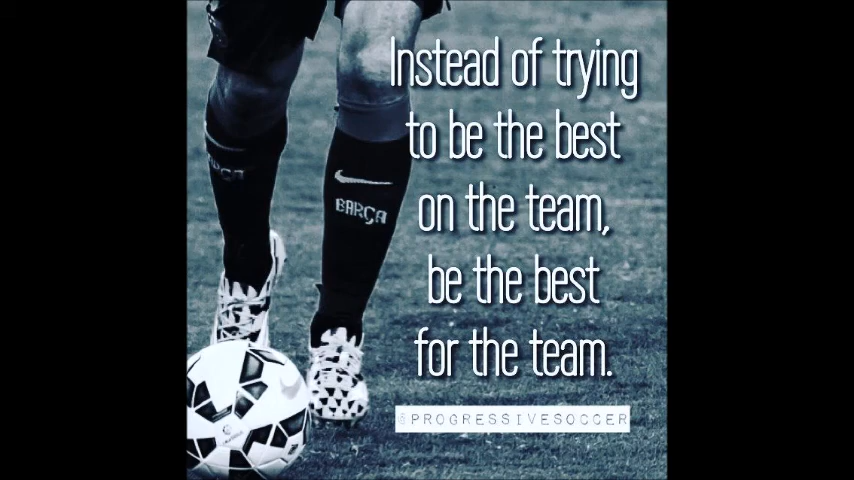 Instead of trying
to be the best
on the team,
be the best
for the team.
@PROGRESSIVESOCCER
BARÇA